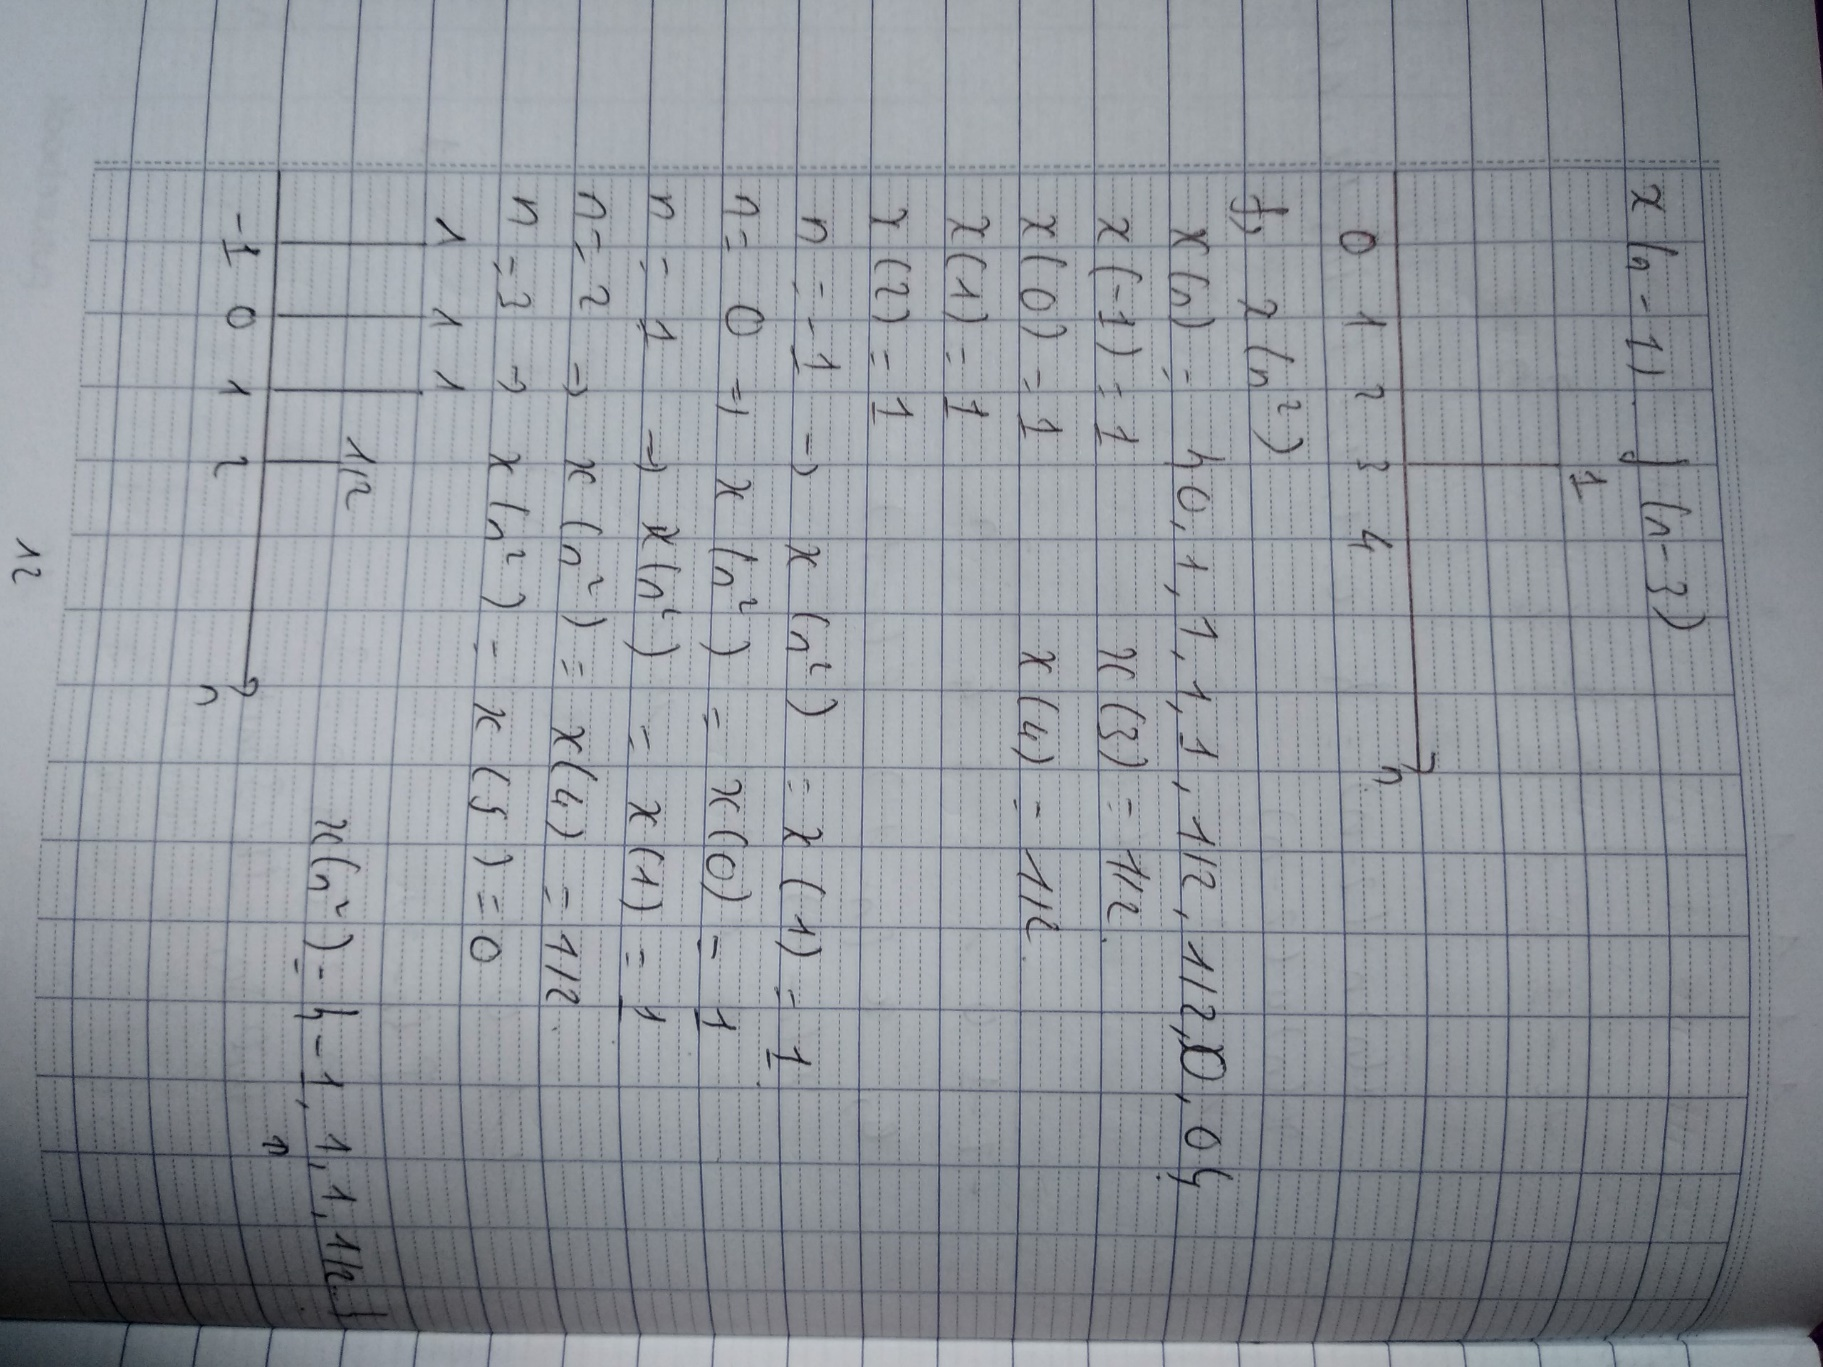 x(n-1) . δ(n-3)
1
0 1 2 3 4 n
f, x(n²)
x(n) = {0, 1, 1, 1, 1, 1/2, 1/2, 0, 0}
x(-1) = 1 x(3) = 1/2.
x(0) = 1 x(4) = 1/2
x(1) = 1
x(2) = 1
n = -1 → x(n²) = x(1) = 1
n = 0 → x(n²) = x(0) = 1
n = 1 → x(n²) = x(1) = 1
n = 2 → x(n²) = x(4) = 1/2.
n = 3 → x(n²) = x(9) = 0
1 1 1 1/2
-1 0 1 2 n
x(n²) = {-1, 1, 1, 1/2}
↑
12